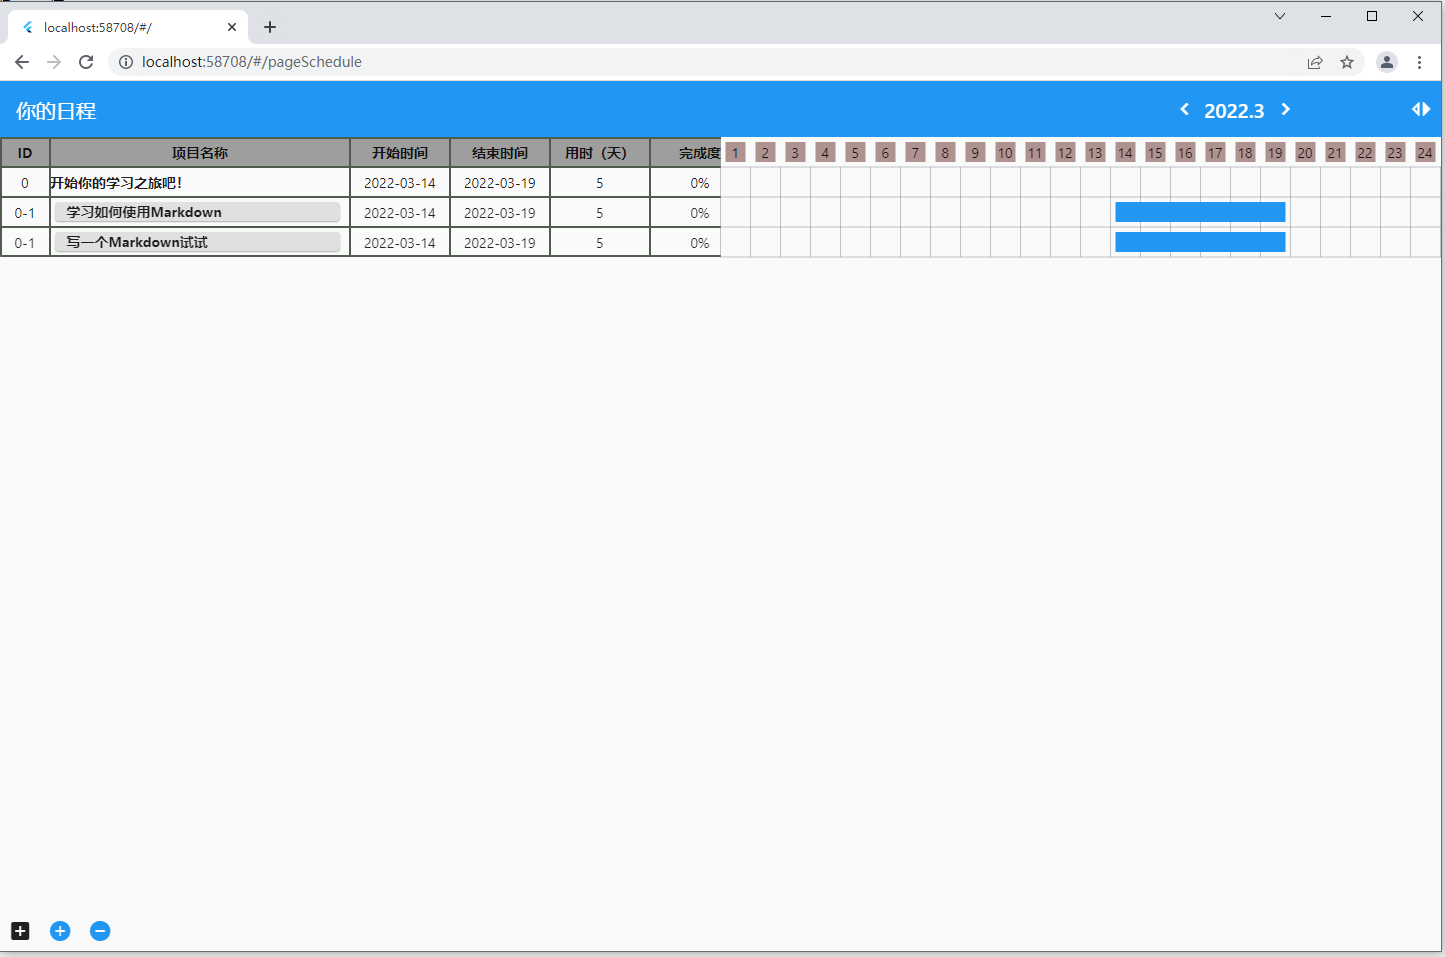 localhost:58708/#/
localhost:58708/#/pageSchedule
你的日程
2022.3
ID 项目名称 开始时间 结束时间 用时（天） 完成度 1 2 3 4 5 6 7 8 9 10 11 12 13 14 15 16 17 18 19 20 21 22 23 24
0 开始你的学习之旅吧！ 2022-03-14 2022-03-19 5 0%
0-1 学习如何使用Markdown 2022-03-14 2022-03-19 5 0%
0-1 写一个Markdown试试 2022-03-14 2022-03-19 5 0%